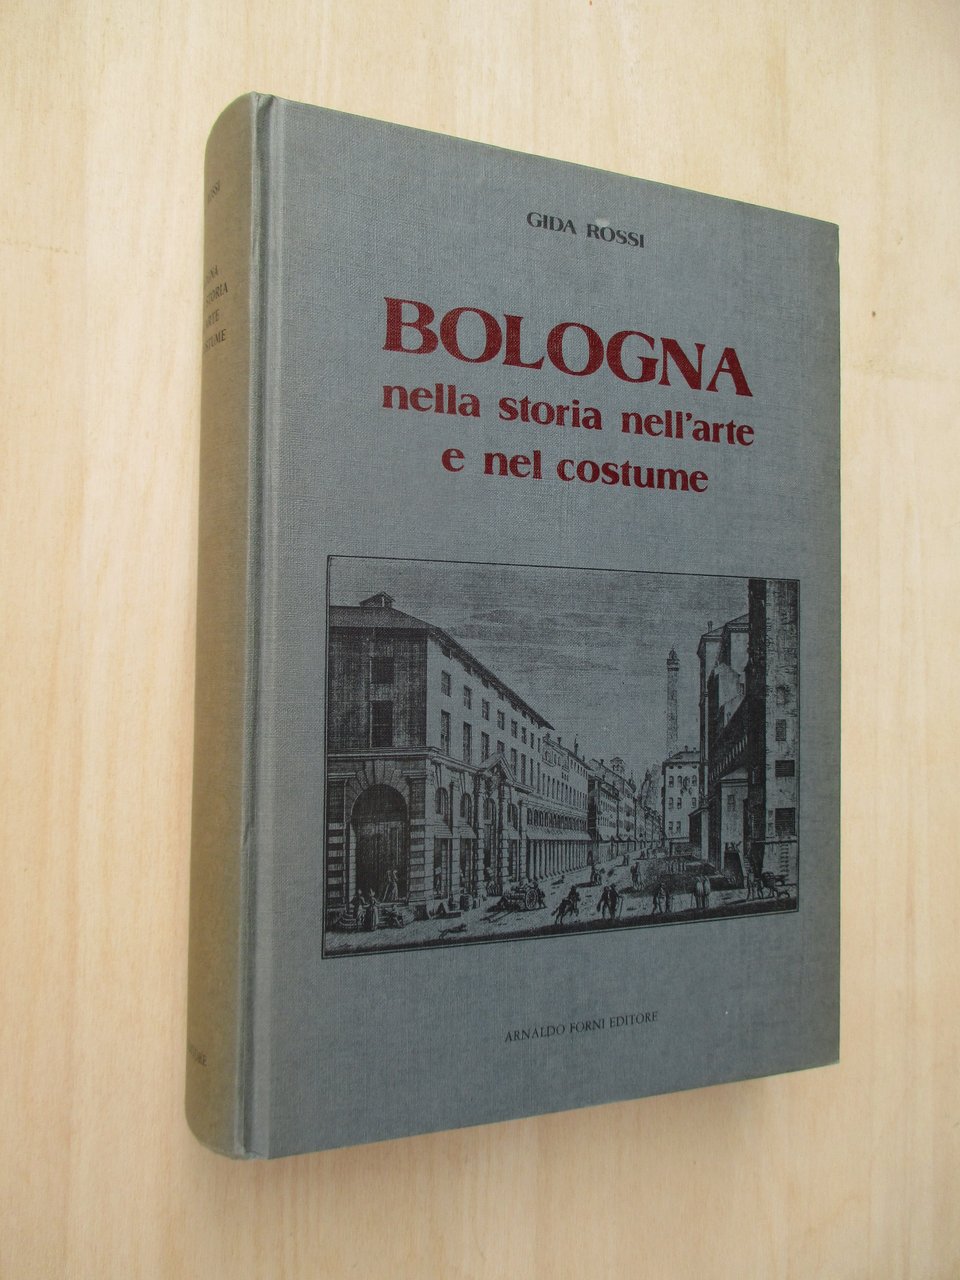 GIDA ROSSI
BOLOGNA
nella storia nell'arte
e nel costume
ARNALDO FORNI EDITORE